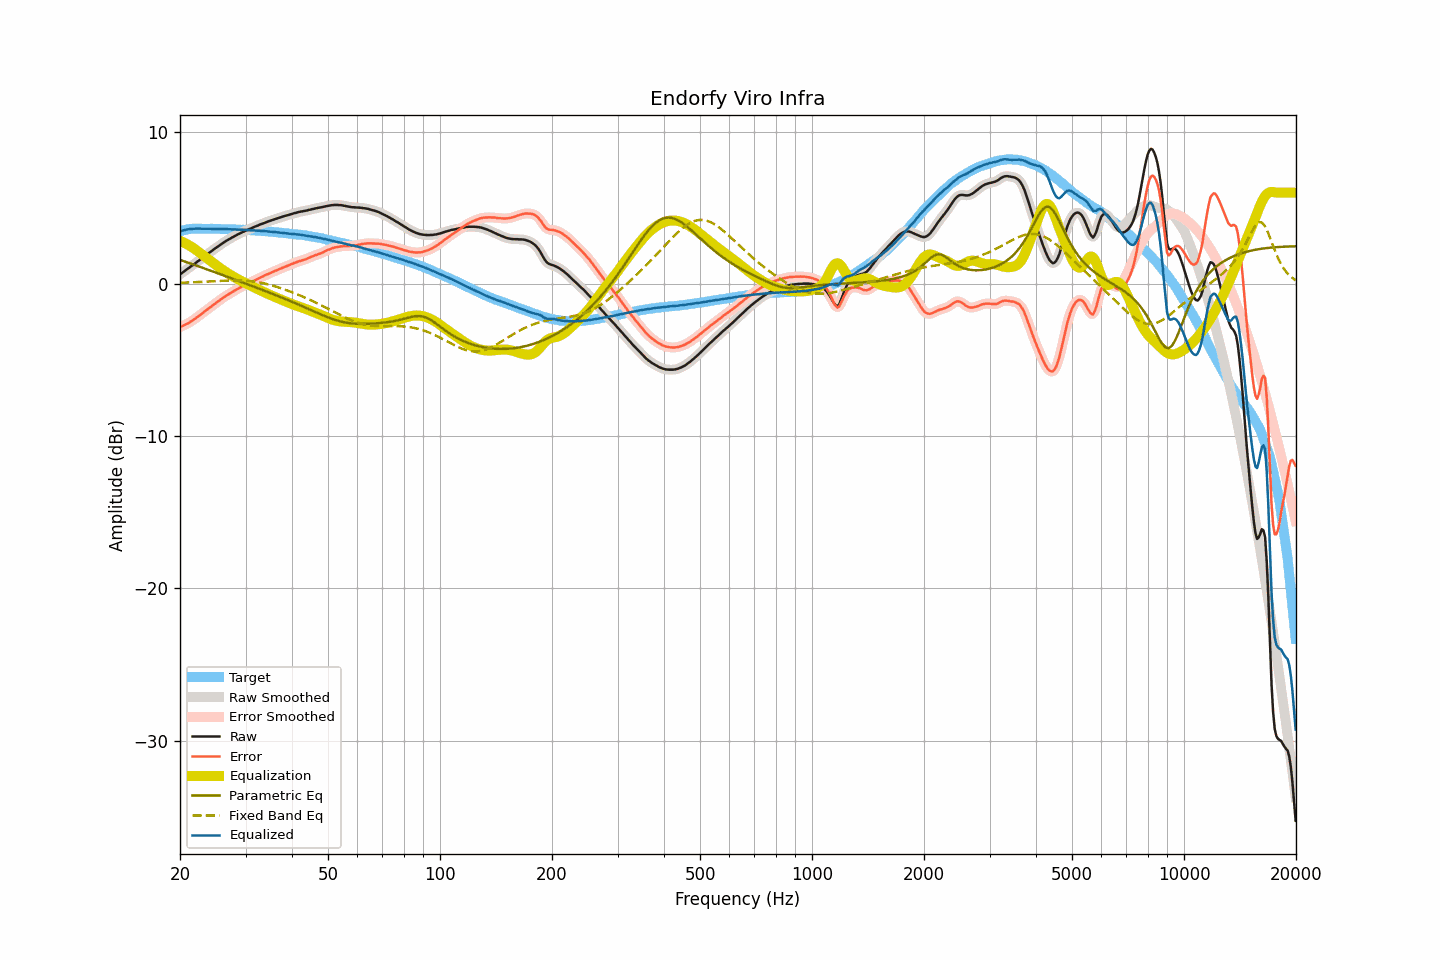 Endorfy Viro Infra
10
0
−10
−20
−30
Amplitude (dBr)
Target
Raw Smoothed
Error Smoothed
Raw
Error
Equalization
Parametric Eq
Fixed Band Eq
Equalized
20 50 100 200 500 1000 2000 5000 10000 20000
Frequency (Hz)